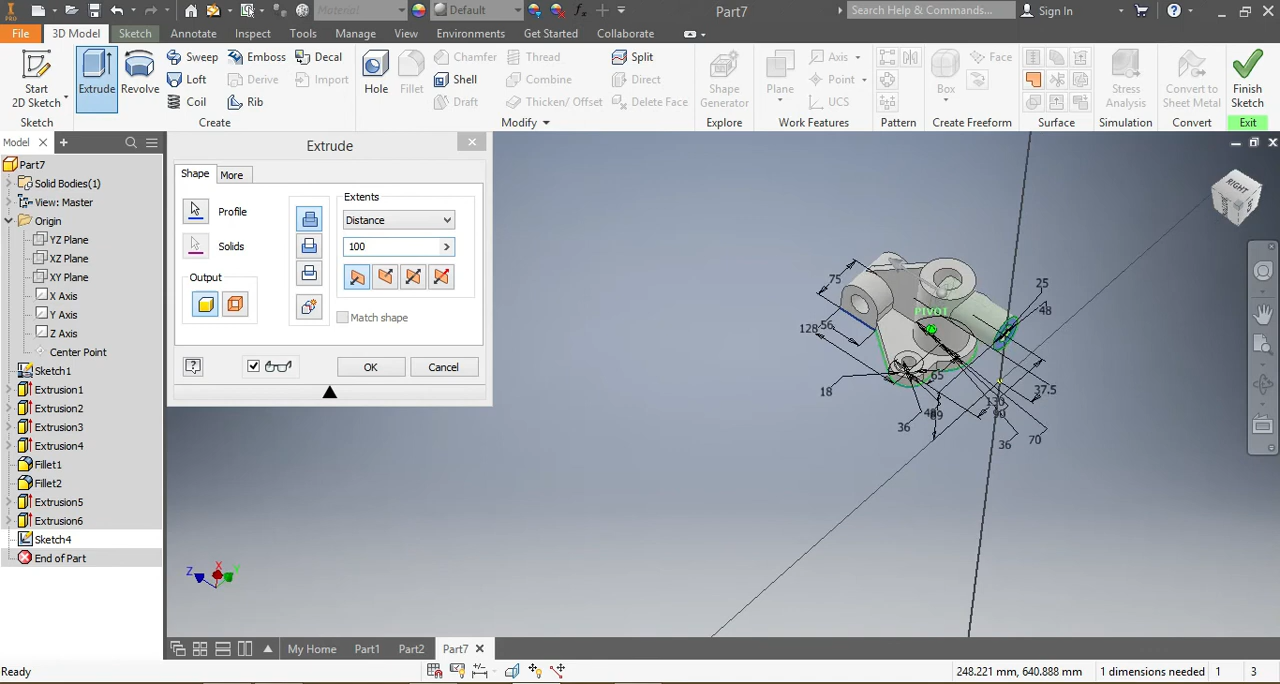 PRO
Material
Default
fx
Part7
Search Help & Commands...
Sign In
File
3D Model
Sketch
Annotate
Inspect
Tools
Manage
View
Environments
Get Started
Collaborate
Start
2D Sketch
Sketch
Extrude
Revolve
Sweep
Loft
Coil
Emboss
Derive
Rib
Decal
Import
Create
Hole
Fillet
Chamfer
Shell
Draft
Thread
Combine
Thicken/ Offset
Split
Direct
Delete Face
Modify
Shape
Generator
Explore
Plane
Axis
Point
UCS
Work Features
Pattern
Box
Face
Create Freeform
Surface
Stress
Analysis
Simulation
Convert to
Sheet Metal
Convert
Finish
Sketch
Exit
Model
Part7
Solid Bodies(1)
View: Master
Origin
YZ Plane
XZ Plane
XY Plane
X Axis
Y Axis
Z Axis
Center Point
Sketch1
Extrusion1
Extrusion2
Extrusion3
Extrusion4
Fillet1
Fillet2
Extrusion5
Extrusion6
Sketch4
End of Part
Extrude
Shape
More
Profile
Solids
Output
Extents
Distance
100
Match shape
OK
Cancel
RIGHT
75
25
48
PIVOT
128
56
65
18
37.5
130
90
36
36
70
Z
X
Y
My Home
Part1
Part2
Part7
Ready
248.221 mm, 640.888 mm
1 dimensions needed
1
3